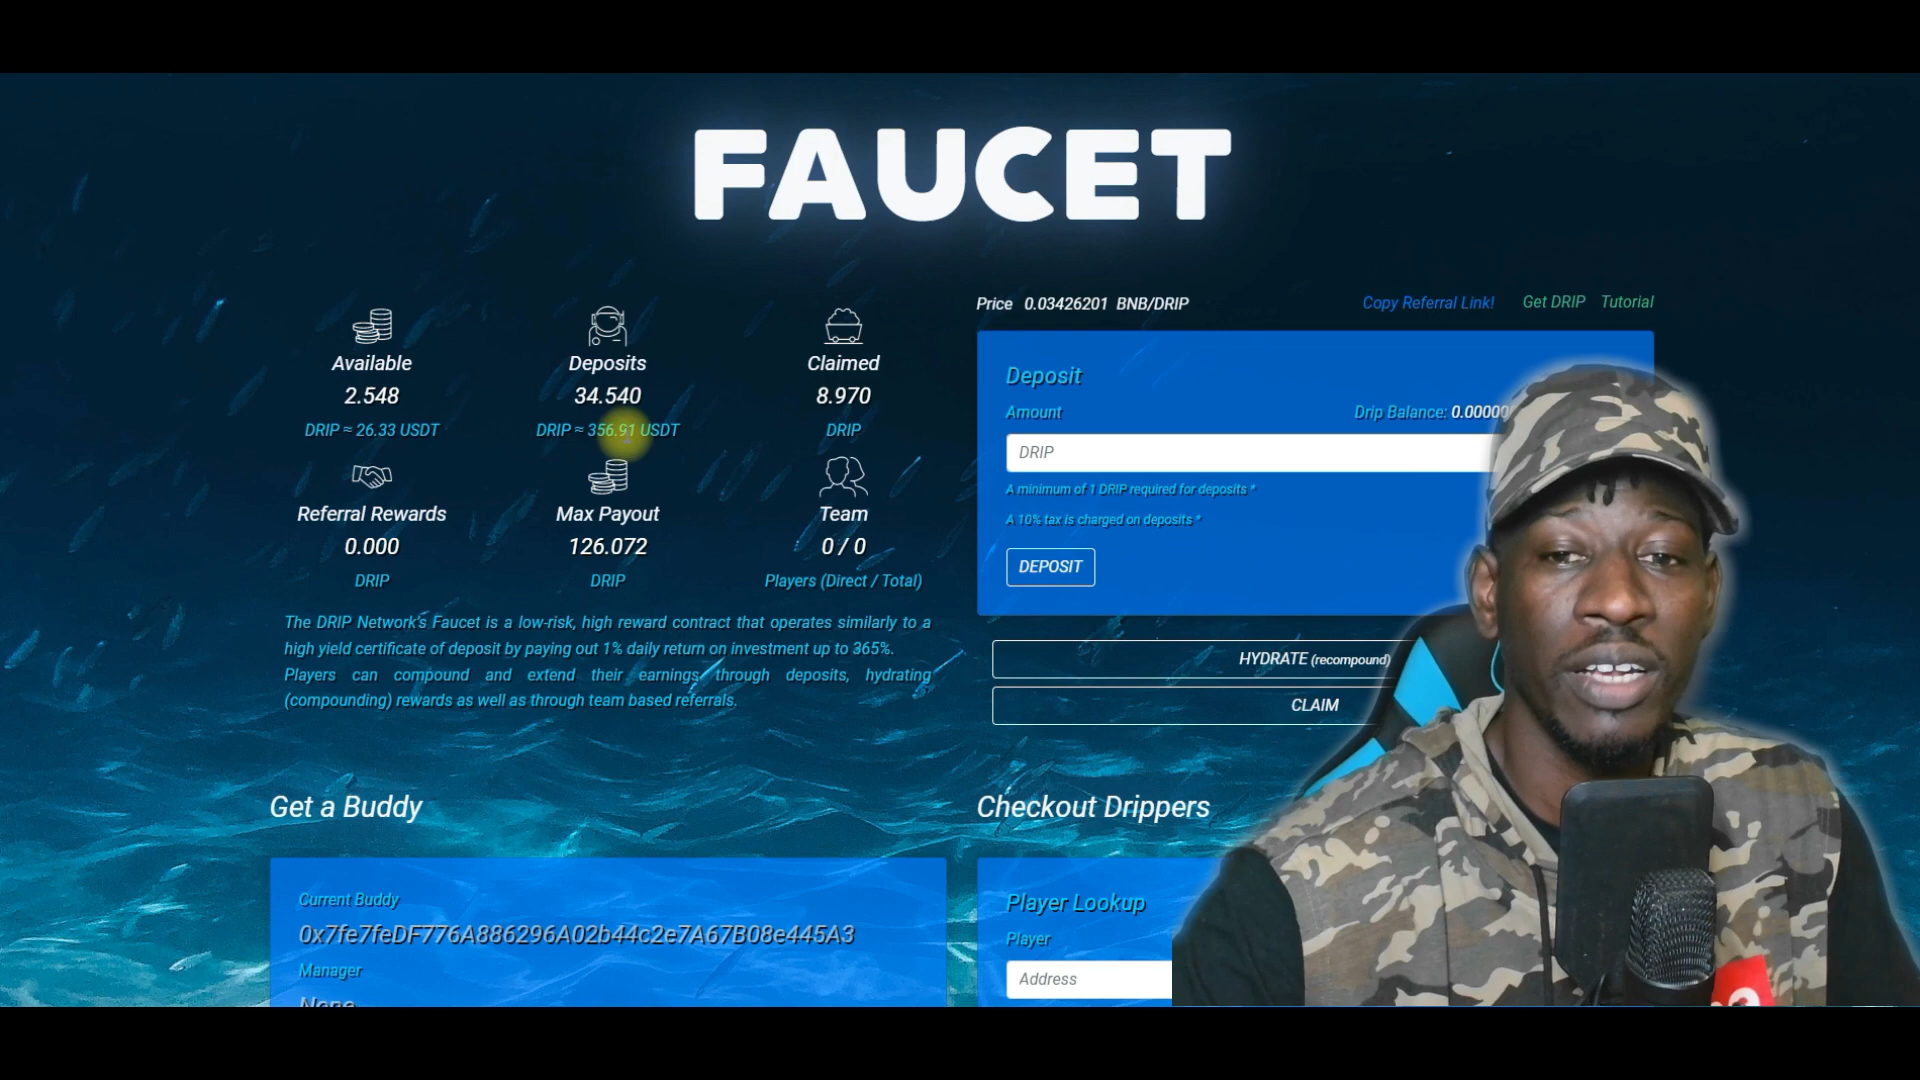 FAUCET
Price 0.03426201 BNB/DRIP
Copy Referral Link!
Get DRIP
Tutorial
Available
2.548
DRIP ≈ 26.33 USDT
Deposits
34.540
DRIP ≈ 356.91 USDT
Claimed
8.970
DRIP
Referral Rewards
0.000
DRIP
Max Payout
126.072
DRIP
Team
0 / 0
Players (Direct / Total)
The DRIP Network's Faucet is a low-risk, high reward contract that operates similarly to a
high yield certificate of deposit by paying out 1% daily return on investment up to 365%.
Players can compound and extend their earnings through deposits, hydrating
(compounding) rewards as well as through team based referrals.
Deposit
Amount
Drip Balance: 0.00000
DRIP
A minimum of 1 DRIP required for deposits *
A 10% tax is charged on deposits *
DEPOSIT
HYDRATE (recompound)
CLAIM
Get a Buddy
Current Buddy
0x7fe7feDF776A886296A02b44c2e7A67B08e445A3
Manager
None
Checkout Drippers
Player Lookup
Player
Address